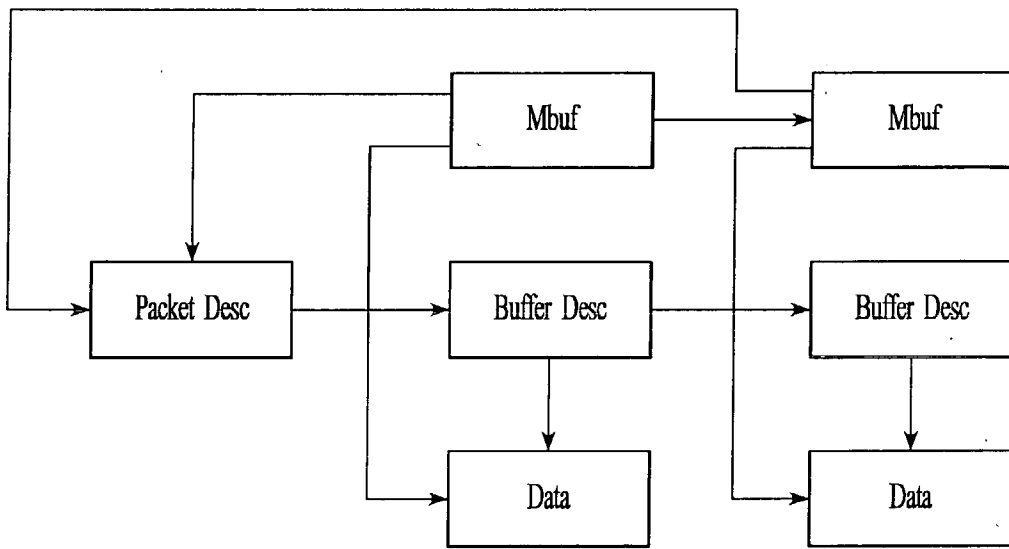 Mbuf
Mbuf
Packet Desc
Buffer Desc
Buffer Desc
Data
Data